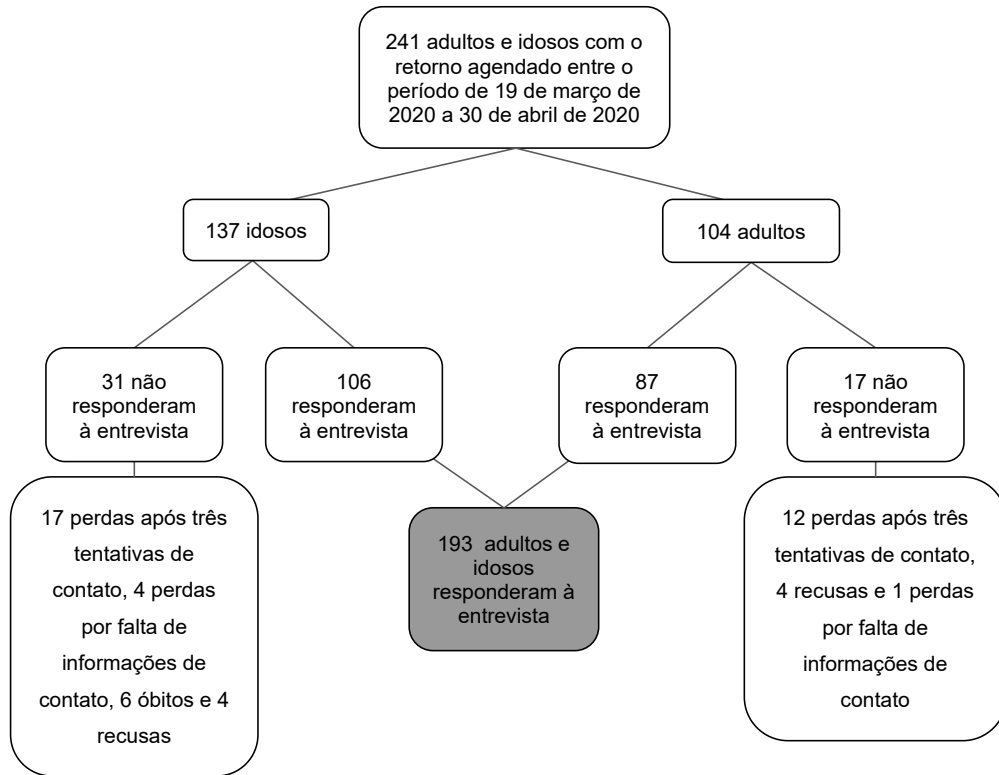 241 adultos e idosos com o
retorno agendado entre o
período de 19 de março de
2020 a 30 de abril de 2020
137 idosos
104 adultos
31 não
responderam
à entrevista
106
responderam
à entrevista
87
responderam
à entrevista
17 não
responderam
à entrevista
17 perdas após três
tentativas de
contato, 4 perdas
por falta de
informações de
contato, 6 óbitos e 4
recusas
193 adultos e
idosos
responderam à
entrevista
12 perdas após três
tentativas de contato,
4 recusas e 1 perdas
por falta de
informações de
contato